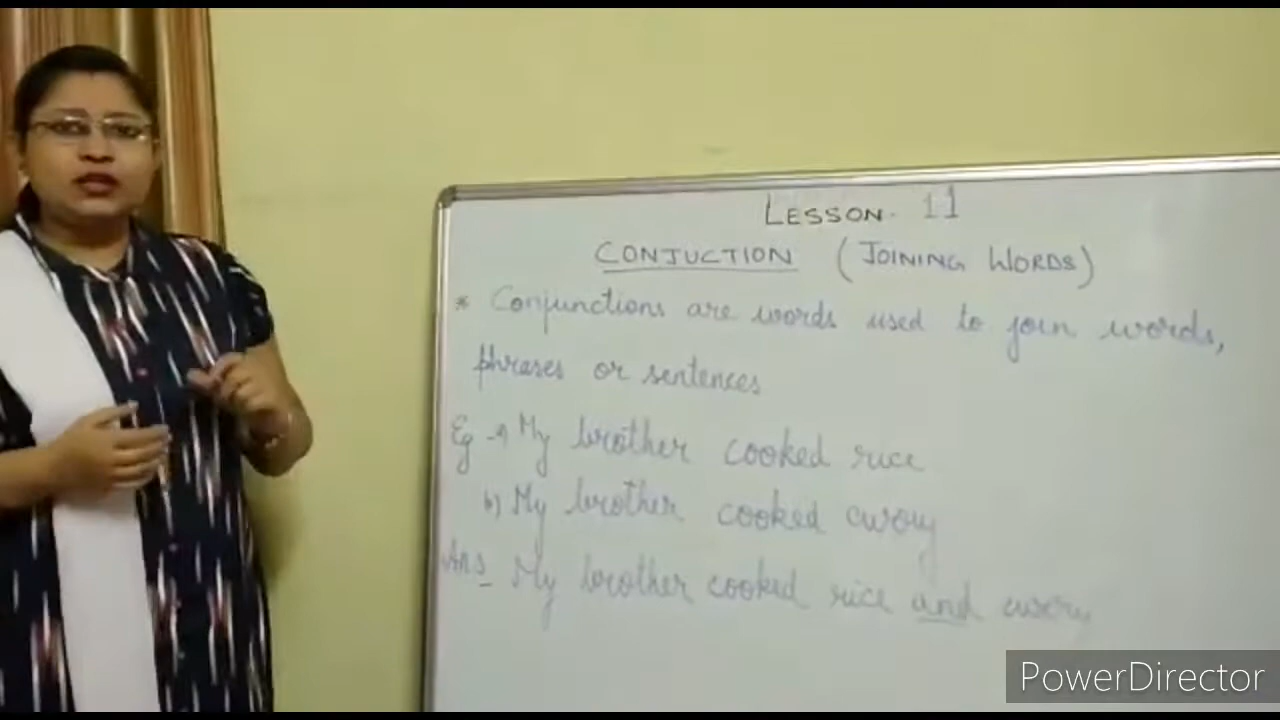 LESSON - 11
CONJUCTION (JOINING WORDS)
* Conjunctions are words used to join words,
phrases or sentences
Eg - a) My brother cooked rice
b) My brother cooked curry
Ans My brother cooked rice and curry
PowerDirector